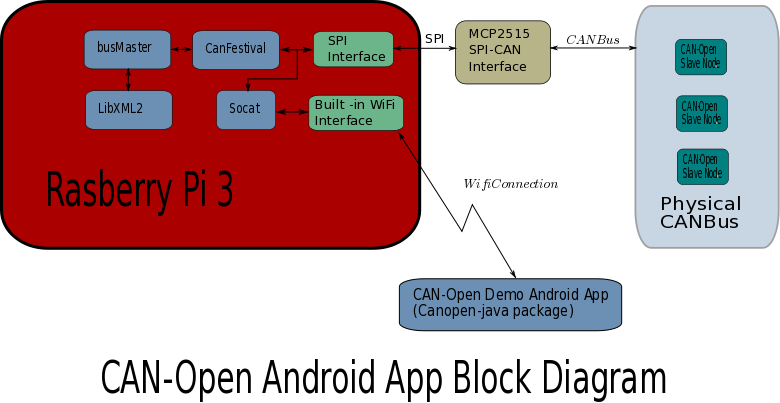 busMaster
CanFestival
SPI
Interface
SPI
MCP2515
SPI-CAN
Interface
CANBus
CAN-Open
Slave Node
LibXML2
Socat
Built -in WiFi
Interface
CAN-Open
Slave Node
CAN-Open
Slave Node
Rasberry Pi 3
WifiConnection
Physical
CANBus
CAN-Open Demo Android App
(Canopen-java package)
CAN-Open Android App Block Diagram